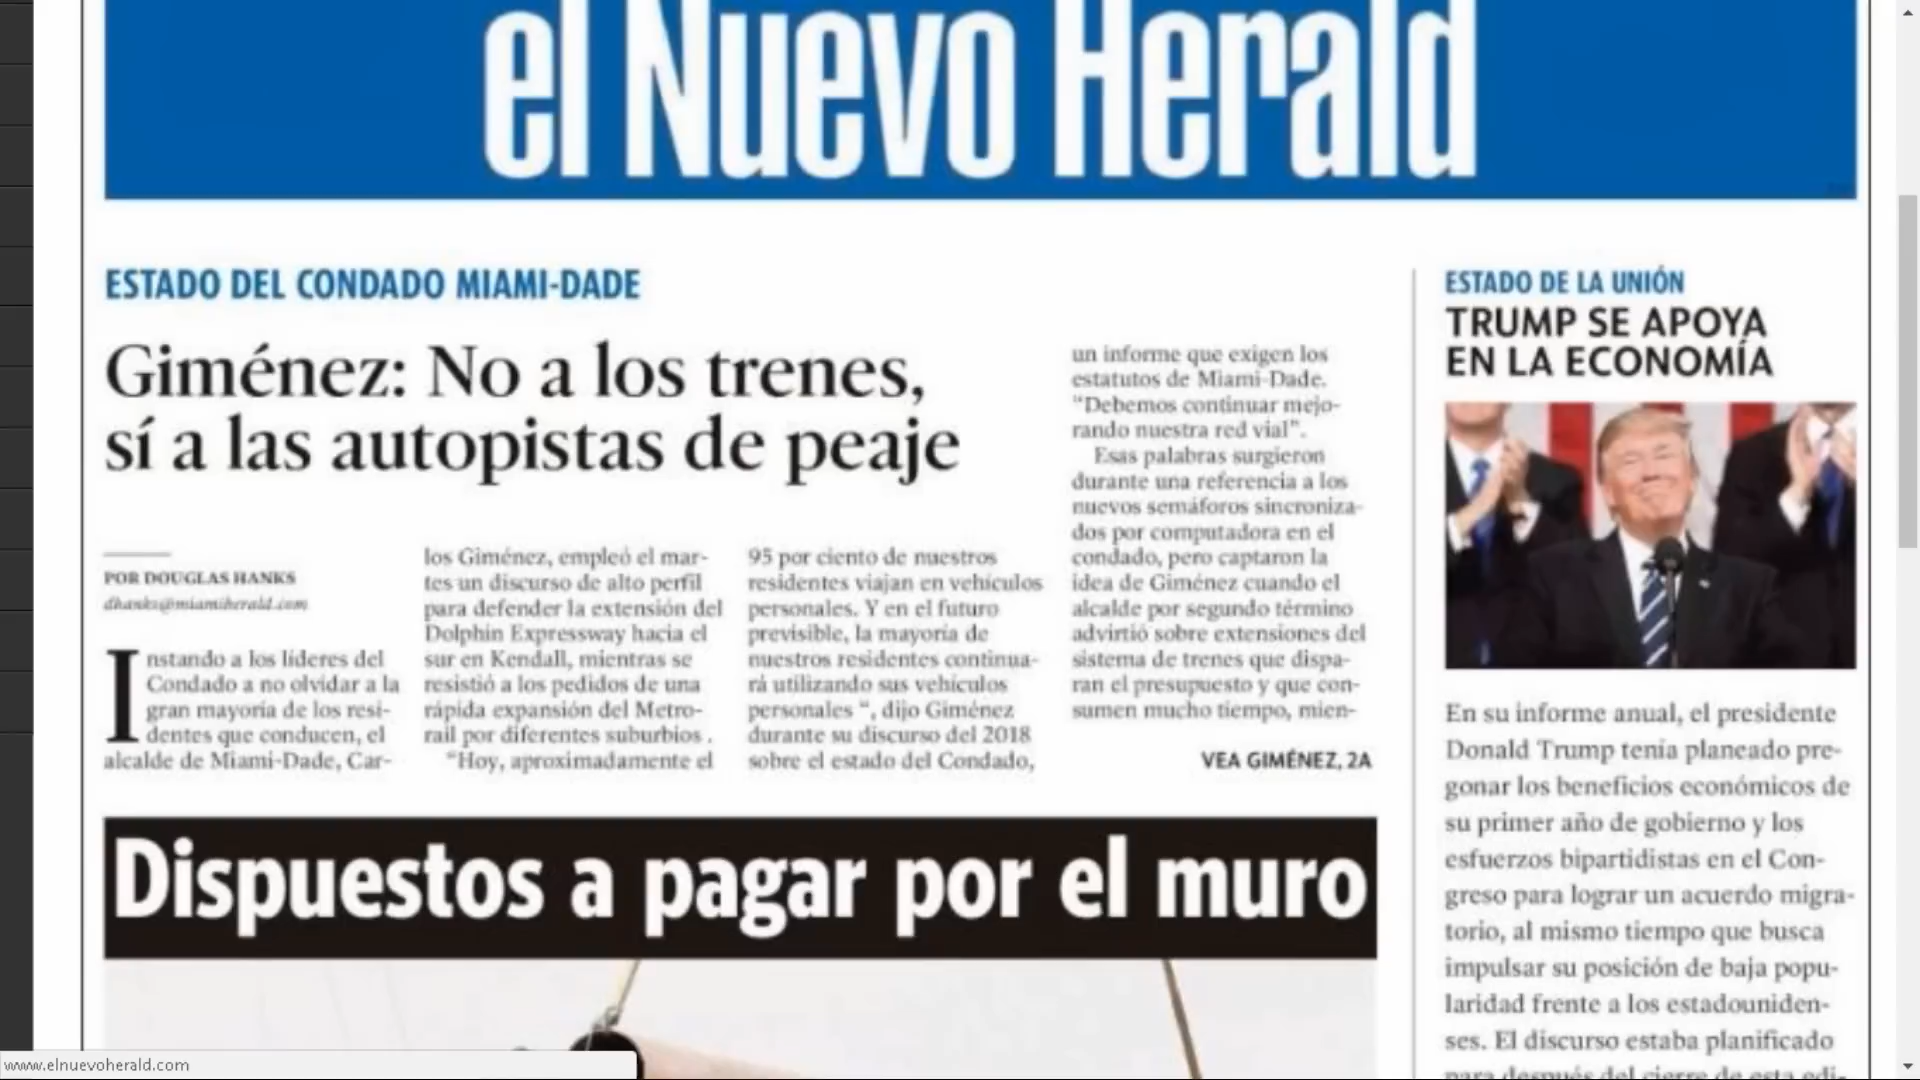 el Nuevo Herald
ESTADO DEL CONDADO MIAMI-DADE
Giménez: No a los trenes,
sí a las autopistas de peaje
POR DOUGLAS HANKS
dhanks@miamiherald.com
Instando a los líderes del
Condado a no olvidar a la
gran mayoría de los resi-
dentes que conducen, el
alcalde de Miami-Dade, Car-
los Giménez, empleó el mar-
tes un discurso de alto perfil
para defender la extensión del
Dolphin Expressway hacia el
sur en Kendall, mientras se
resistió a los pedidos de una
rápida expansión del Metro-
rail por diferentes suburbios .
“Hoy, aproximadamente el
95 por ciento de nuestros
residentes viajan en vehículos
personales. Y en el futuro
previsible, la mayoría de
nuestros residentes continua-
rá utilizando sus vehículos
personales “, dijo Giménez
durante su discurso del 2018
sobre el estado del Condado,
un informe que exigen los
estatutos de Miami-Dade.
“Debemos continuar mejo-
rando nuestra red vial”.
Esas palabras surgieron
durante una referencia a los
nuevos semáforos sincroniza-
dos por computadora en el
condado, pero captaron la
idea de Giménez cuando el
alcalde por segundo término
advirtió sobre extensiones del
sistema de trenes que dispa-
ran el presupuesto y que con-
sumen mucho tiempo, mien-
VEA GIMÉNEZ, 2A
Dispuestos a pagar por el muro
ESTADO DE LA UNIÓN
TRUMP SE APOYA
EN LA ECONOMÍA
En su informe anual, el presidente
Donald Trump tenía planeado pre-
gonar los beneficios económicos de
su primer año de gobierno y los
esfuerzos bipartidistas en el Con-
greso para lograr un acuerdo migra-
torio, al mismo tiempo que busca
impulsar su posición de baja popu-
laridad frente a los estadouniden-
ses. El discurso estaba planificado
para después del cierre de esta edi-
www.elnuevoherald.com